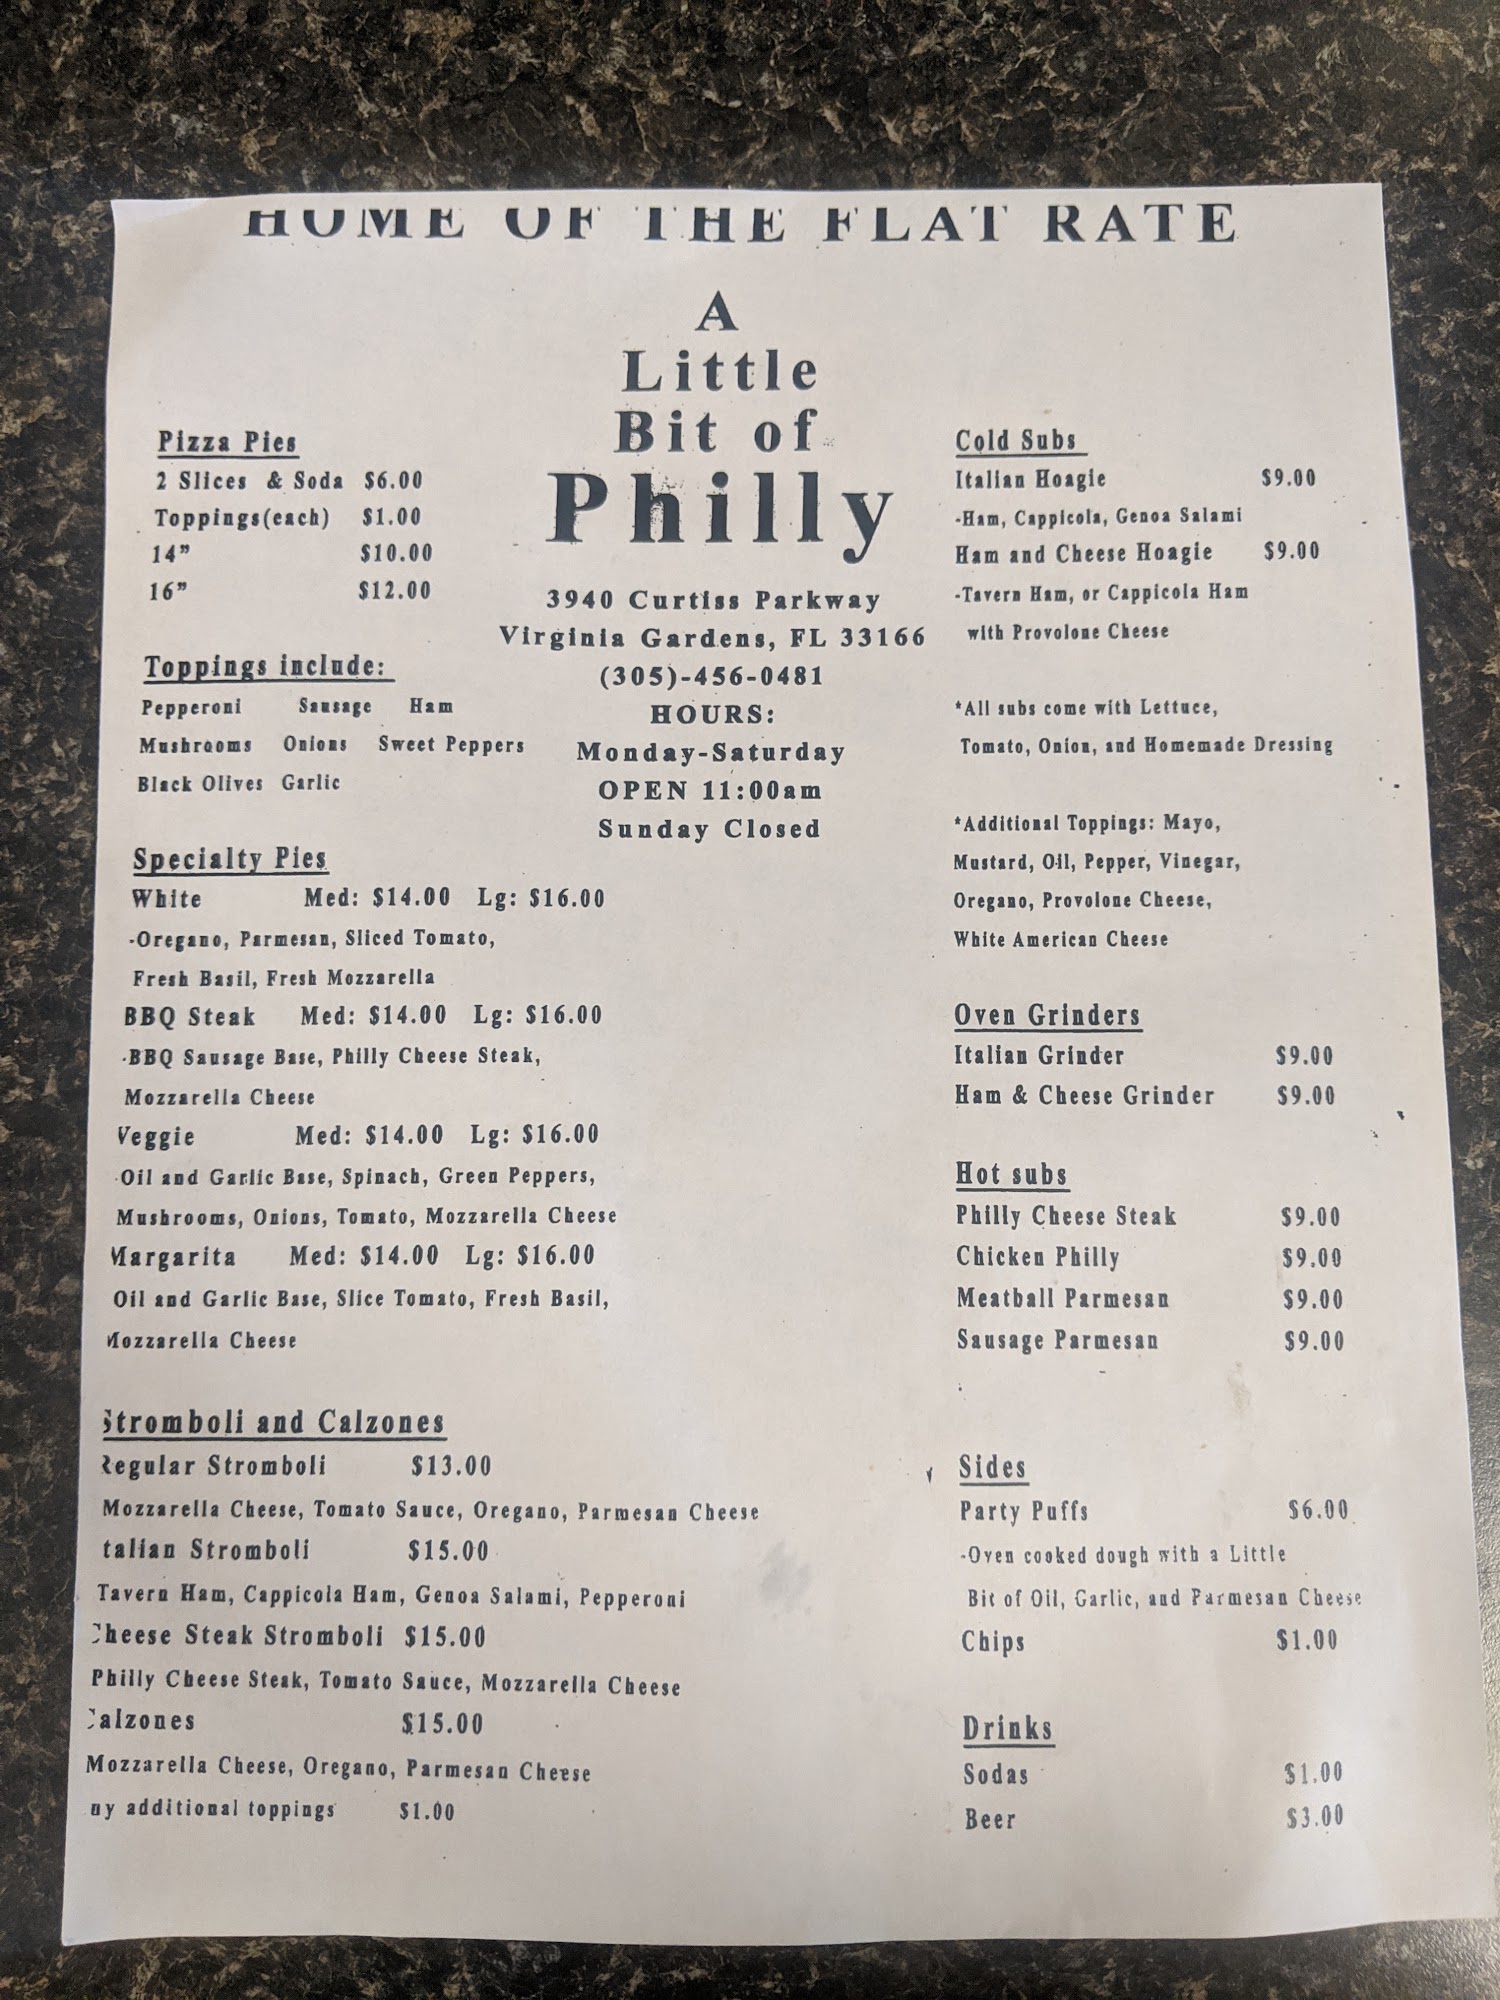 HOME OF THE FLAT RATE
A
Little
Bit of
Philly
3940 Curtiss Parkway
Virginia Gardens, FL 33166
(305)-456-0481
HOURS:
Monday-Saturday
OPEN 11:00am
Sunday Closed
Pizza Pies
2 Slices & Soda $6.00
Toppings(each) $1.00
14" $10.00
16" $12.00
Toppings include:
Pepperoni Sausage Ham
Mushrooms Onions Sweet Peppers
Black Olives Garlic
Specialty Pies
White Med: $14.00 Lg: $16.00
-Oregano, Parmesan, Sliced Tomato,
Fresh Basil, Fresh Mozzarella
BBQ Steak Med: $14.00 Lg: $16.00
-BBQ Sausage Base, Philly Cheese Steak,
Mozzarella Cheese
Veggie Med: $14.00 Lg: $16.00
-Oil and Garlic Base, Spinach, Green Peppers,
Mushrooms, Onions, Tomato, Mozzarella Cheese
Margarita Med: $14.00 Lg: $16.00
Oil and Garlic Base, Slice Tomato, Fresh Basil,
Mozzarella Cheese
Stromboli and Calzones
Regular Stromboli $13.00
Mozzarella Cheese, Tomato Sauce, Oregano, Parmesan Cheese
talian Stromboli $15.00
Tavern Ham, Cappicola Ham, Genoa Salami, Pepperoni
Cheese Steak Stromboli $15.00
Philly Cheese Steak, Tomato Sauce, Mozzarella Cheese
Calzones $15.00
Mozzarella Cheese, Oregano, Parmesan Cheese
ny additional toppings $1.00
Cold Subs
Italian Hoagie $9.00
-Ham, Cappicola, Genoa Salami
Ham and Cheese Hoagie $9.00
-Tavern Ham, or Cappicola Ham
with Provolone Cheese
*All subs come with Lettuce,
Tomato, Onion, and Homemade Dressing
*Additional Toppings: Mayo,
Mustard, Oil, Pepper, Vinegar,
Oregano, Provolone Cheese,
White American Cheese
Oven Grinders
Italian Grinder $9.00
Ham & Cheese Grinder $9.00
Hot subs
Philly Cheese Steak $9.00
Chicken Philly $9.00
Meatball Parmesan $9.00
Sausage Parmesan $9.00
Sides
Party Puffs $6.00
-Oven cooked dough with a Little
Bit of Oil, Garlic, and Parmesan Cheese
Chips $1.00
Drinks
Sodas $1.00
Beer $3.00